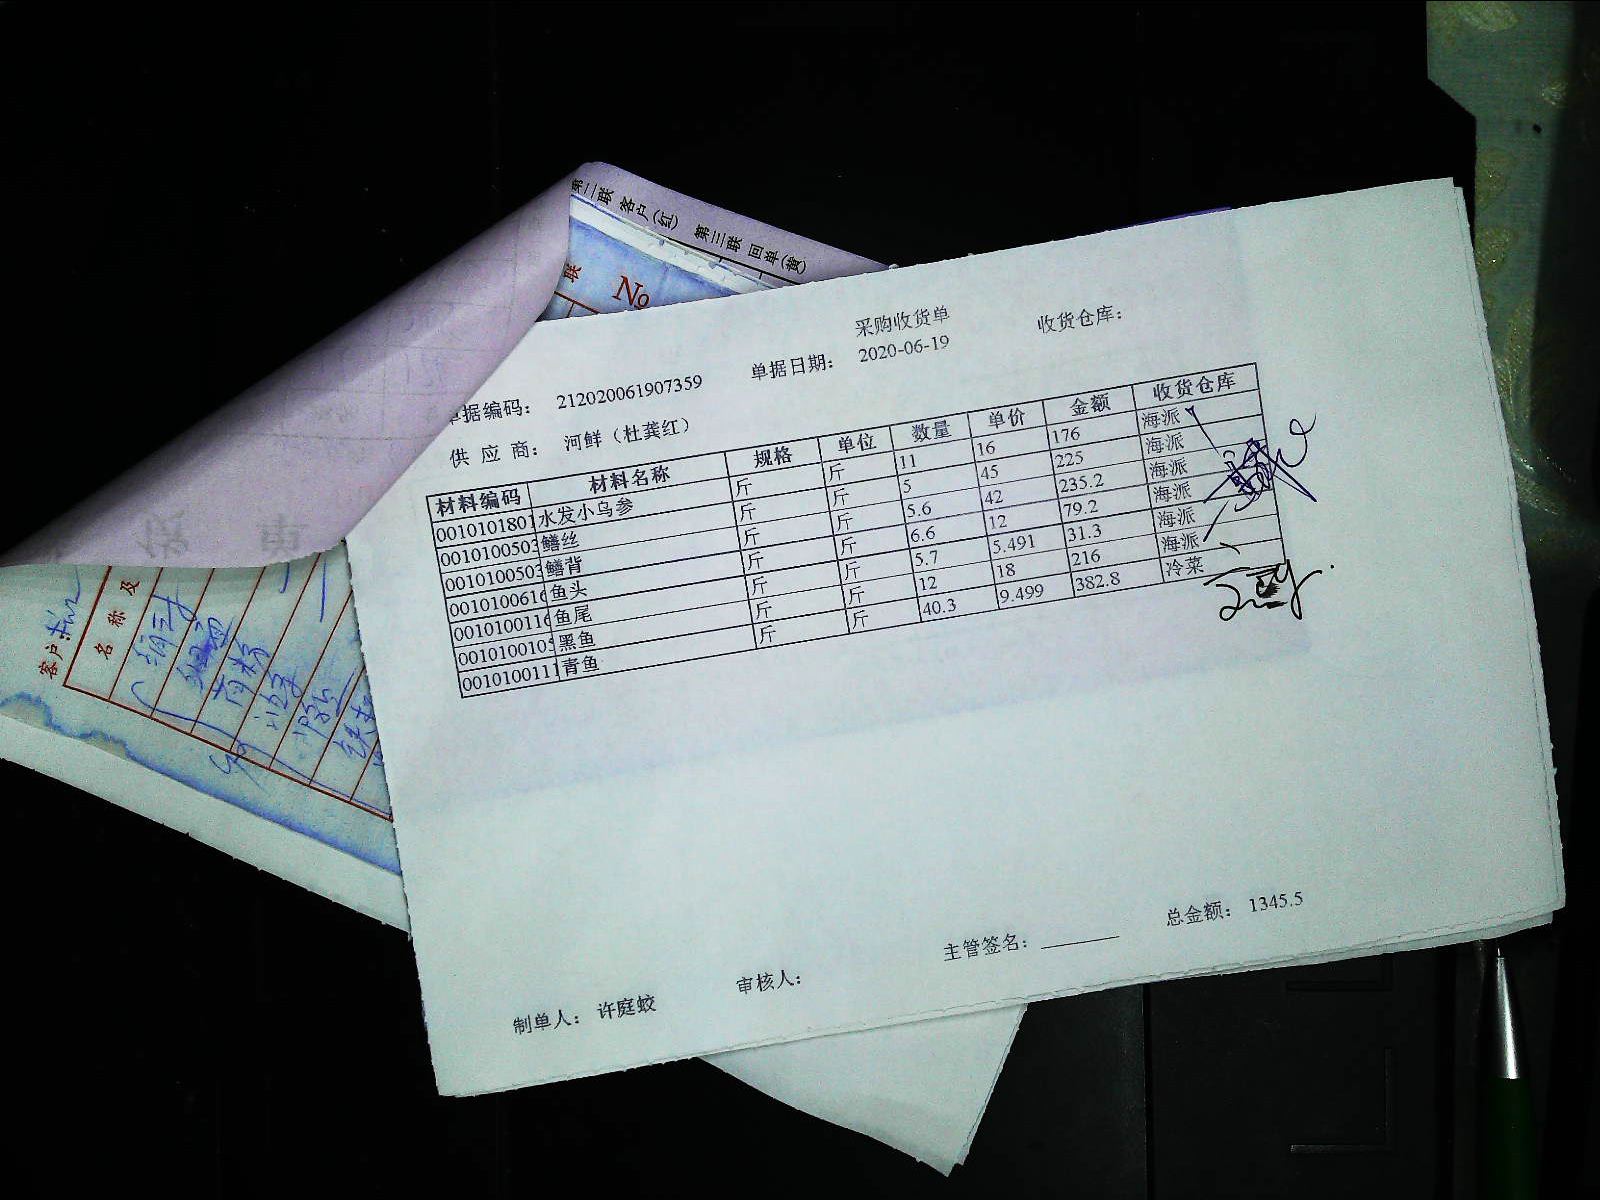 第二联 客户(红) 第三联 回单(黄)
联 №
采购收货单
单据编码: 212020061907359 单据日期: 2020-06-19 收货仓库:
供 应 商: 河鲜（杜龚红）
材料编码 材料名称 规格 单位 数量 单价 金额 收货仓库
0010101801 水发小乌参 斤 斤 11 16 176 海派
0010100503 鳝丝 斤 斤 5 45 225 海派
0010100503 鳝背 斤 斤 5.6 42 235.2 海派
0010100616 鱼头 斤 斤 6.6 12 79.2 海派
0010100116 鱼尾 斤 斤 5.7 5.491 31.3 海派
0010100105 黑鱼 斤 斤 12 18 216 海派
0010100111 青鱼 斤 斤 40.3 9.499 382.8 冷菜
制单人: 许庭蛟 审核人: 主管签名: 总金额: 1345.5
客户:
名称及